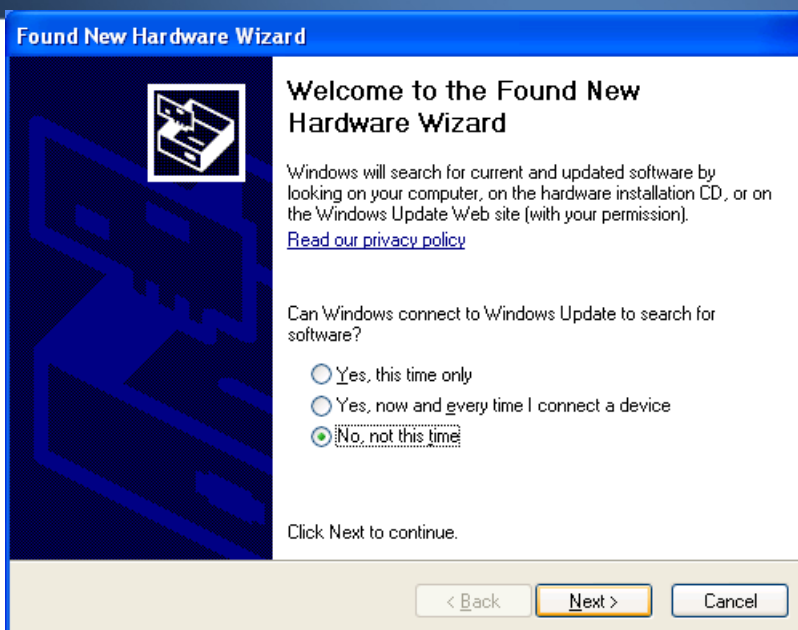 Found New Hardware Wizard
Welcome to the Found New
Hardware Wizard
Windows will search for current and updated software by
looking on your computer, on the hardware installation CD, or on
the Windows Update Web site (with your permission).
Read our privacy policy
Can Windows connect to Windows Update to search for
software?
Yes, this time only
Yes, now and every time I connect a device
No, not this time
Click Next to continue.
< Back Next > Cancel